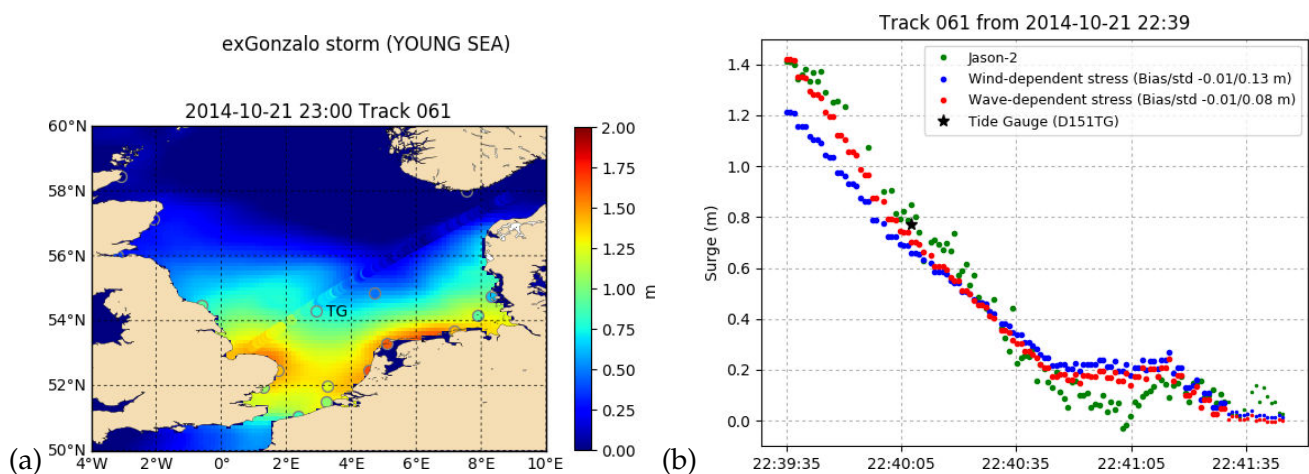 exGonzalo storm (YOUNG SEA)
2014-10-21 23:00 Track 061
60°N
58°N
56°N
54°N
52°N
50°N
4°W 2°W 0° 2°E 4°E 6°E 8°E 10°E
TG
2.00
1.75
1.50
1.25
1.00
0.75
0.50
0.25
0.00
m
(a)
Track 061 from 2014-10-21 22:39
Jason-2
Wind-dependent stress (Bias/std -0.01/0.13 m)
Wave-dependent stress (Bias/std -0.01/0.08 m)
Tide Gauge (D151TG)
Surge (m)
1.4
1.2
1.0
0.8
0.6
0.4
0.2
0.0
22:39:35 22:40:05 22:40:35 22:41:05 22:41:35
(b)